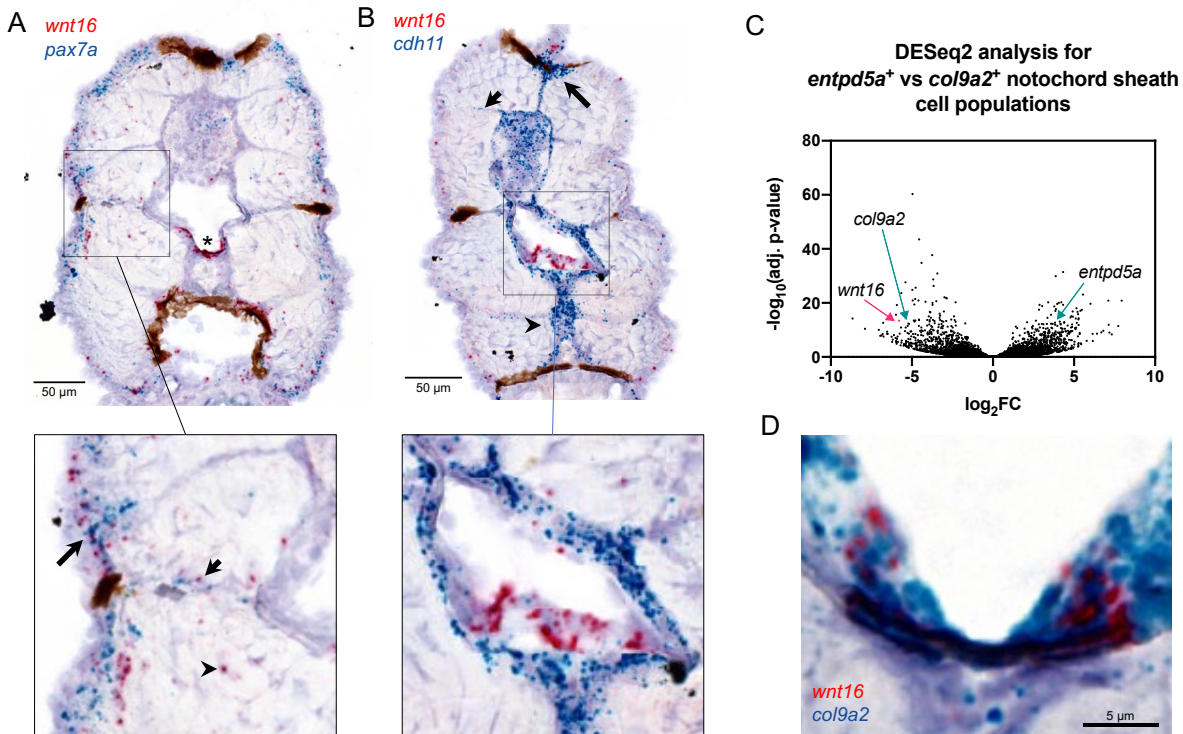 A
wnt16
pax7a
*
50 µm
B
wnt16
cdh11
50 µm
C
DESeq2 analysis for
entpd5a+ vs col9a2+ notochord sheath
cell populations
80
60
40
20
0
-log10(adj. p-value)
col9a2
wnt16
entpd5a
-10
-5
0
5
10
log2FC
D
wnt16
col9a2
5 µm